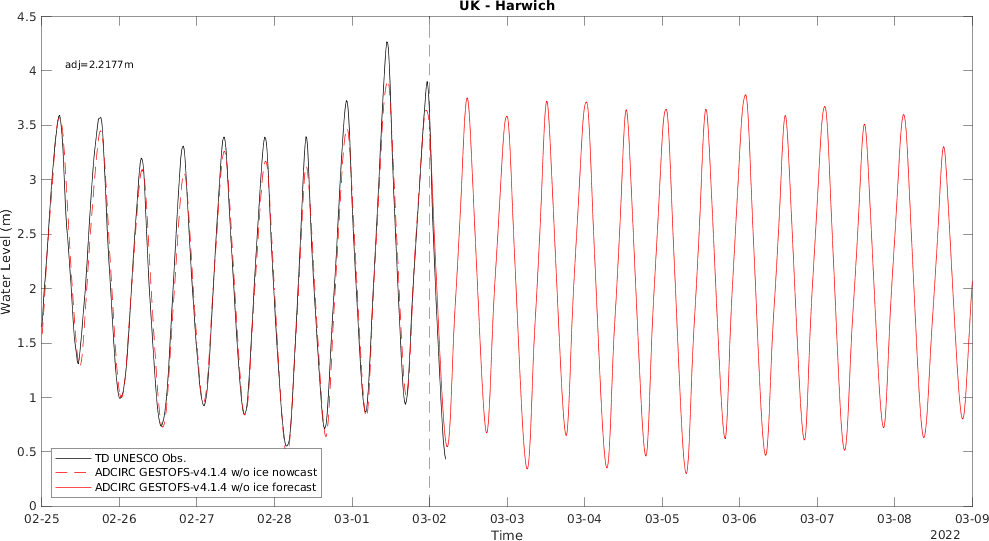 UK - Harwich
4.5
adj=2.2177m
4
3.5
3
2.5
2
1.5
1
0.5
0
Water Level (m)
TD UNESCO Obs.
ADCIRC GESTOFS-v4.1.4 w/o ice nowcast
ADCIRC GESTOFS-v4.1.4 w/o ice forecast
02-25 02-26 02-27 02-28 03-01 03-02 03-03 03-04 03-05 03-06 03-07 03-08 03-09
Time
2022